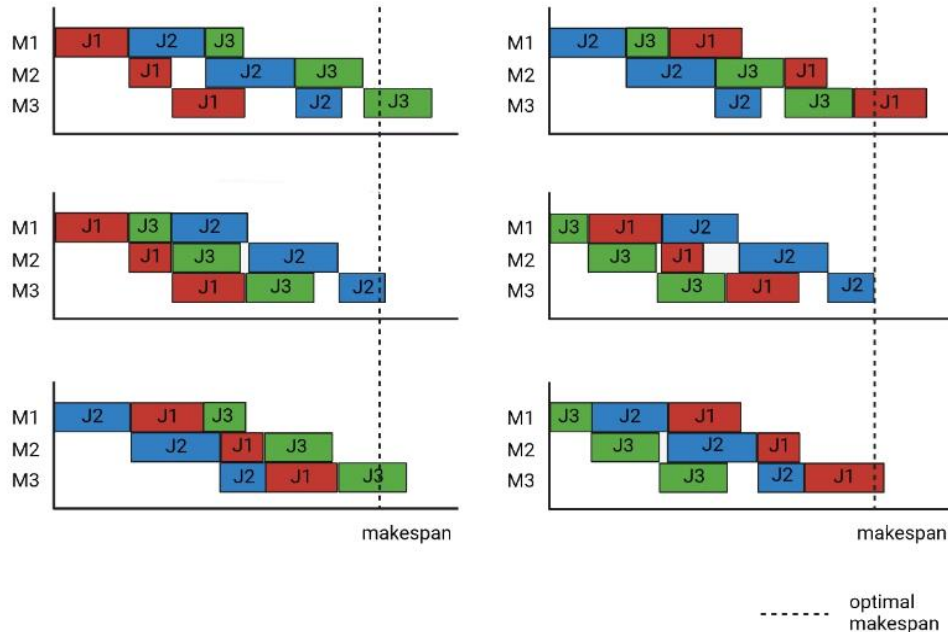 M1 J1 J2 J3
M2 J1 J2 J3
M3 J1 J2 J3
M1 J2 J3 J1
M2 J2 J3 J1
M3 J2 J3 J1
M1 J1 J3 J2
M2 J1 J3 J2
M3 J1 J3 J2
M1 J3 J1 J2
M2 J3 J1 J2
M3 J3 J1 J2
M1 J2 J1 J3
M2 J2 J1 J3
M3 J2 J1 J3
makespan
M1 J3 J2 J1
M2 J3 J2 J1
M3 J3 J2 J1
makespan
optimal
makespan